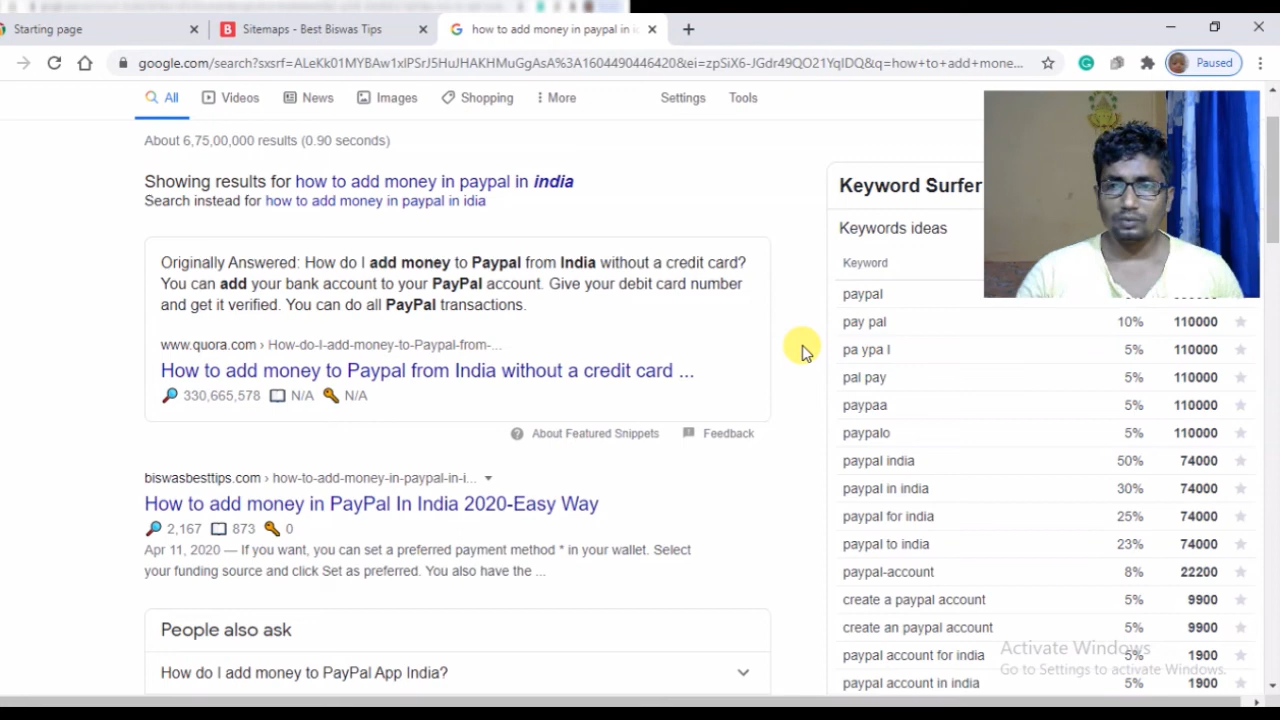 Starting page
Sitemaps - Best Biswas Tips
how to add money in paypal in i
google.com/search?sxsrf=ALeKk01MYBAw1xlPSrJ5HuJHAKHMuGgAsA%3A1604490446420&ei=zpSiX6-JGdr49QO21YqIDQ&q=how+to+add+mone...
Paused
All Videos News Images Shopping More Settings Tools
About 6,75,00,000 results (0.90 seconds)
Showing results for how to add money in paypal in india
Search instead for how to add money in paypal in idia
Originally Answered: How do I add money to Paypal from India without a credit card?
You can add your bank account to your PayPal account. Give your debit card number
and get it verified. You can do all PayPal transactions.
www.quora.com › How-do-I-add-money-to-Paypal-from-...
How to add money to Paypal from India without a credit card ...
330,665,578 N/A N/A
About Featured Snippets Feedback
biswasbesttips.com › how-to-add-money-in-paypal-in-i...
How to add money in PayPal In India 2020-Easy Way
2,167 873 0
Apr 11, 2020 — If you want, you can set a preferred payment method * in your wallet. Select
your funding source and click Set as preferred. You also have the ...
People also ask
How do I add money to PayPal App India?
Keyword Surfer
Keywords ideas
Keyword
paypal
pay pal 10% 110000
pa ypa l 5% 110000
pal pay 5% 110000
paypaa 5% 110000
paypalo 5% 110000
paypal india 50% 74000
paypal in india 30% 74000
paypal for india 25% 74000
paypal to india 23% 74000
paypal-account 8% 22200
create a paypal account 5% 9900
create an paypal account 5% 9900
paypal account for india 5% 1900
paypal account in india 5% 1900
Activate Windows
Go to Settings to activate Windows.